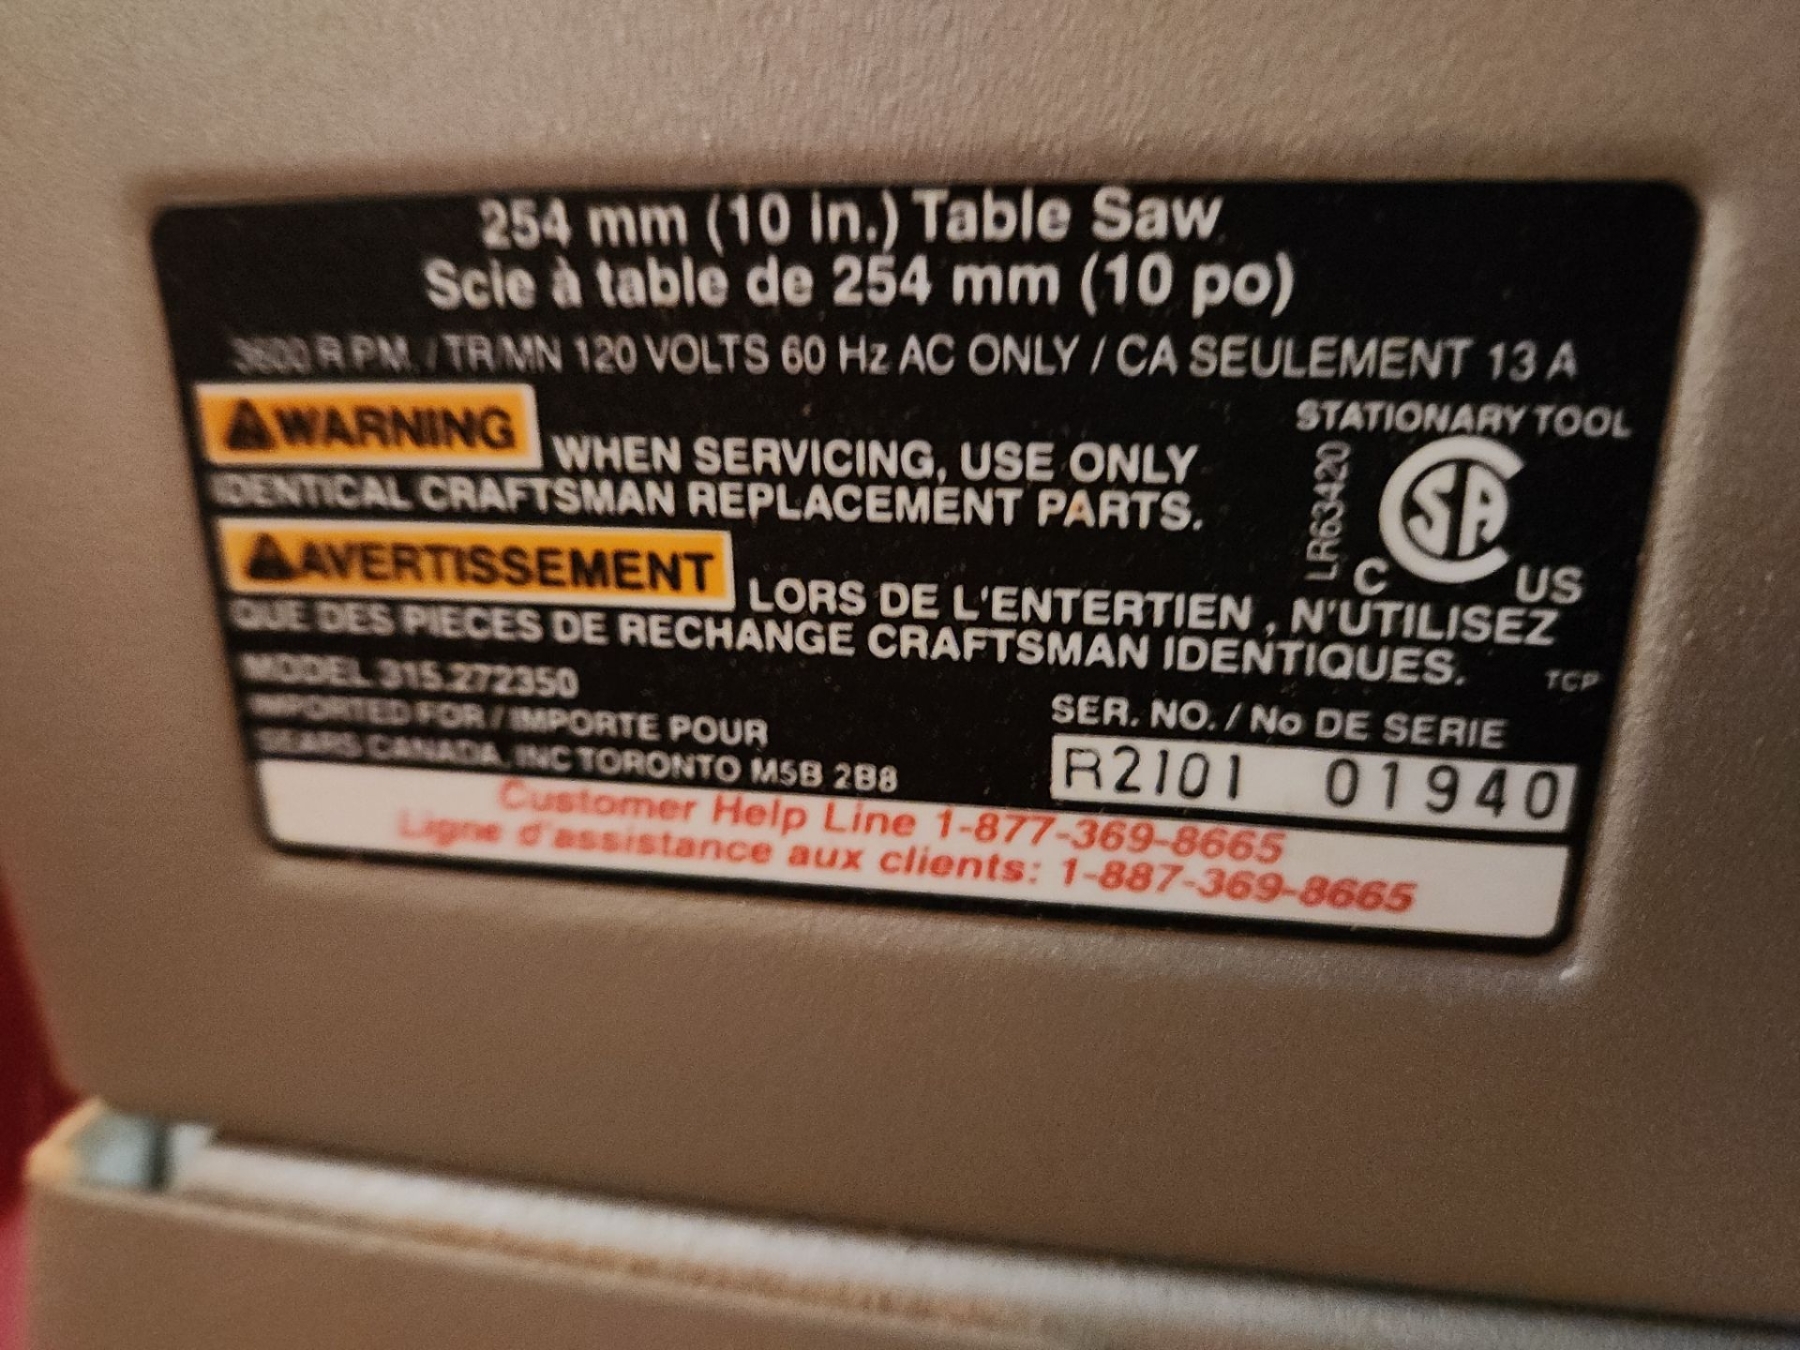 254 mm (10 in.) Table Saw
Scie à table de 254 mm (10 po)
3600 R.P.M. / TR/MN 120 VOLTS 60 Hz AC ONLY / CA SEULEMENT 13 A
STATIONARY TOOL
WARNING WHEN SERVICING, USE ONLY
IDENTICAL CRAFTSMAN REPLACEMENT PARTS.
LR63420
SA
C US
AVERTISSEMENT LORS DE L'ENTERTIEN , N'UTILISEZ
QUE DES PIECES DE RECHANGE CRAFTSMAN IDENTIQUES.
TCP
MODEL 315.272350
IMPORTED FOR / IMPORTE POUR
SEARS CANADA, INC TORONTO M5B 2B8
SER. NO. / No DE SERIE
R2101 01940
Customer Help Line 1-877-369-8665
Ligne d'assistance aux clients: 1-887-369-8665